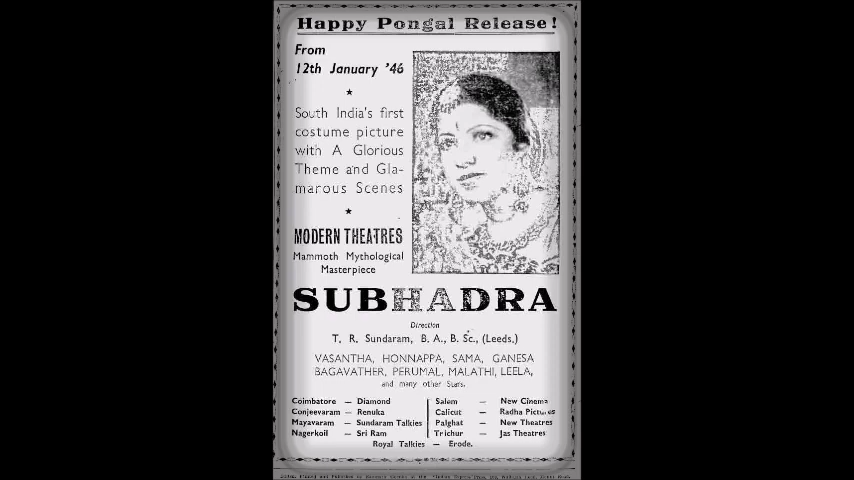 Happy Pongal Release!
From
12th January '46
South India's first
costume picture
with A Glorious
Theme and Gla-
marous Scenes
MODERN THEATRES
Mammoth Mythological
Masterpiece
SUBHADRA
Direction
T. R. Sundaram, B. A., B. Sc., (Leeds,)
VASANTHA, HONNAPPA, SAMA, GANESA
BAGAVATHER, PERUMAL, MALATHI, LEELA,
and many other Stars.
Coimbatore — Diamond
Conjeevaram — Renuka
Mayavaram — Sundaram Talkies
Nagerkoil — Sri Ram
Salem — New Cinema
Calicut — Radha Pictures
Palghat — New Theatres
Trichur — Jas Theatres
Royal Talkies — Erode.